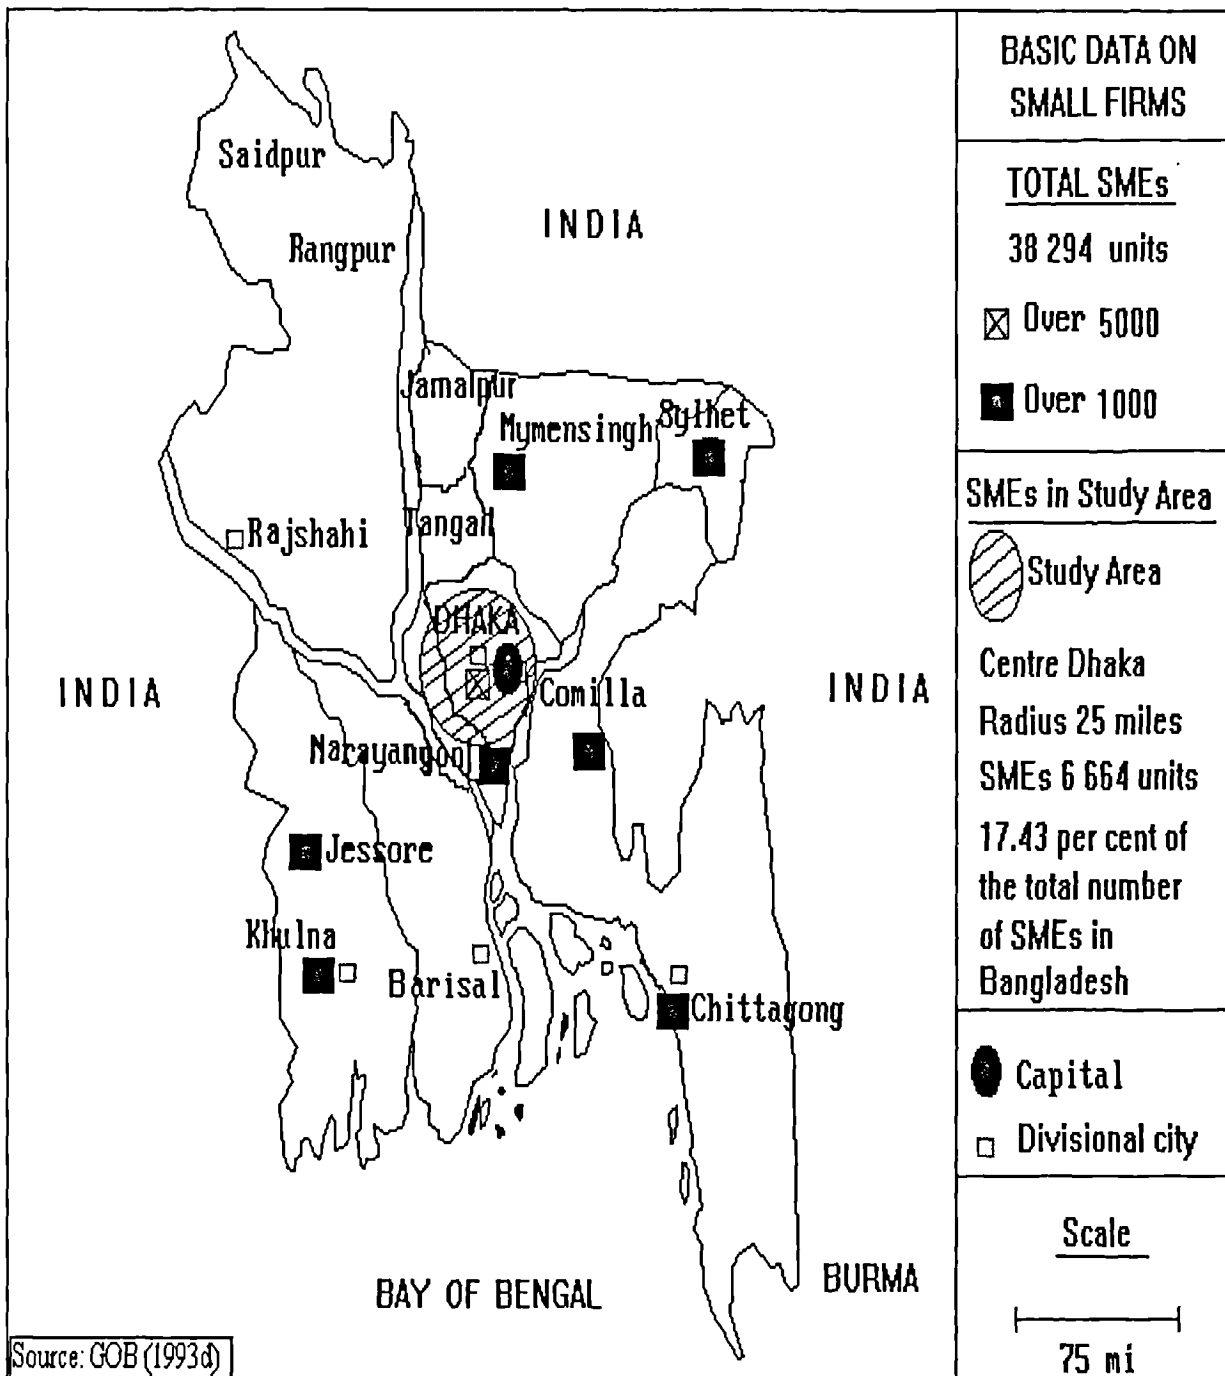 Saidpur
INDIA
Rangpur
Jamalpur
Mymensingh
Sylhet
Rajshahi
Tangail
DHAKA
INDIA
Comilla
INDIA
Narayangonj
Jessore
Khulna
Barisal
Chittagong
BAY OF BENGAL
BURMA
Source: GOB (1993d)
BASIC DATA ON
SMALL FIRMS
TOTAL SMEs
38 294 units
Over 5000
Over 1000
SMEs in Study Area
Study Area
Centre Dhaka
Radius 25 miles
SMEs 6 664 units
17.43 per cent of
the total number
of SMEs in
Bangladesh
Capital
Divisional city
Scale
75 mi